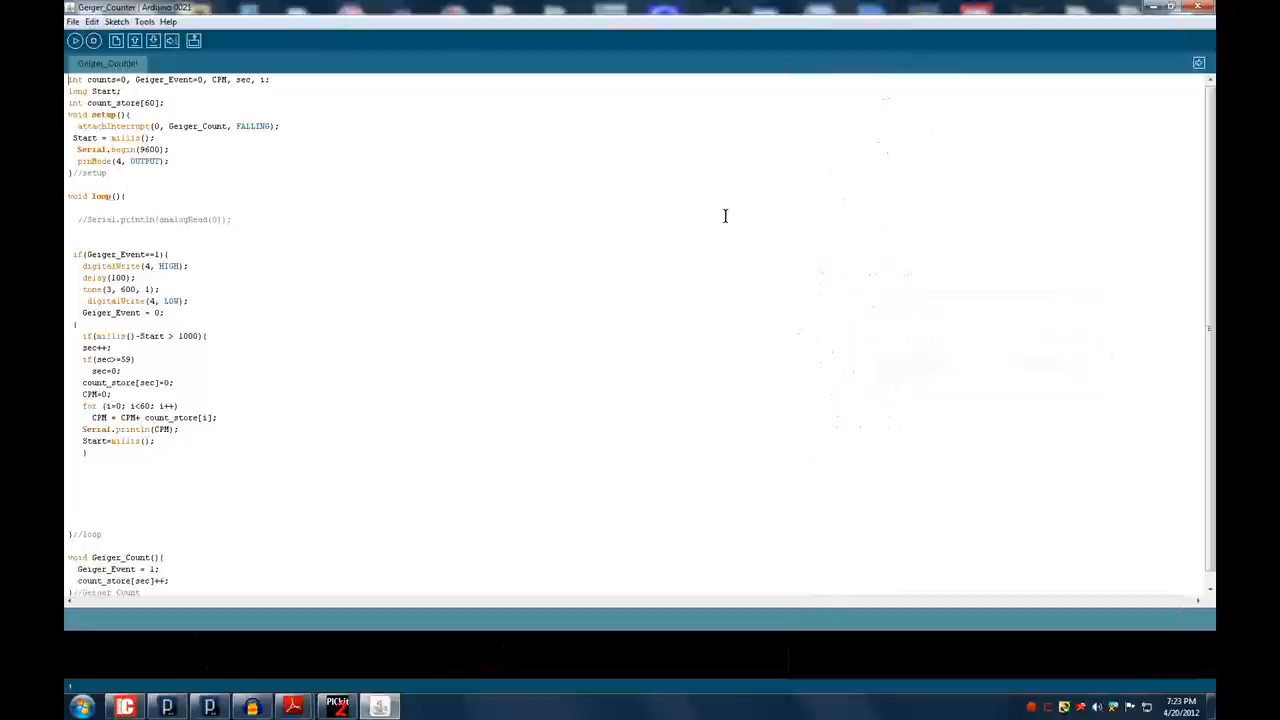 Geiger_Counter | Arduino 0021
File Edit Sketch Tools Help
Geiger_Counter
int counts=0, Geiger_Event=0, CPM, sec, i;
long Start;
int count_store[60];
void setup(){
attachInterrupt(0, Geiger_Count, FALLING);
Start = millis();
Serial.begin(9600);
pinMode(4, OUTPUT);
}//setup
void loop(){
//Serial.println(analogRead(0));
if(Geiger_Event==1){
digitalWrite(4, HIGH);
delay(100);
tone(3, 600, 1);
digitalWrite(4, LOW);
Geiger_Event = 0;
}
if(millis()-Start > 1000){
sec++;
if(sec>=59)
sec=0;
count_store[sec]=0;
CPM=0;
for (i=0; i<60; i++)
CPM = CPM+ count_store[i];
Serial.println(CPM);
Start=millis();
}
}//loop
void Geiger_Count(){
Geiger_Event = 1;
count_store[sec]++;
}//Geiger Count
1
iC
P
P
PICkit
2
7:23 PM
4/20/2012